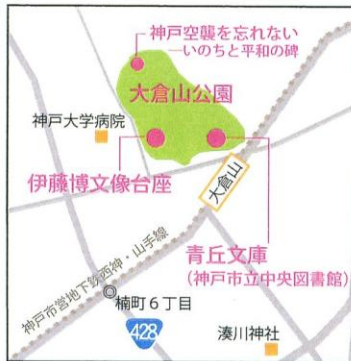 神戸空襲を忘れない
―いのちと平和の碑
大倉山公園
神戸大学病院
伊藤博文像台座
大倉山
青丘文庫
(神戸市立中央図書館)
神戸市営地下鉄西神・山手線
楠町6丁目
428
湊川神社